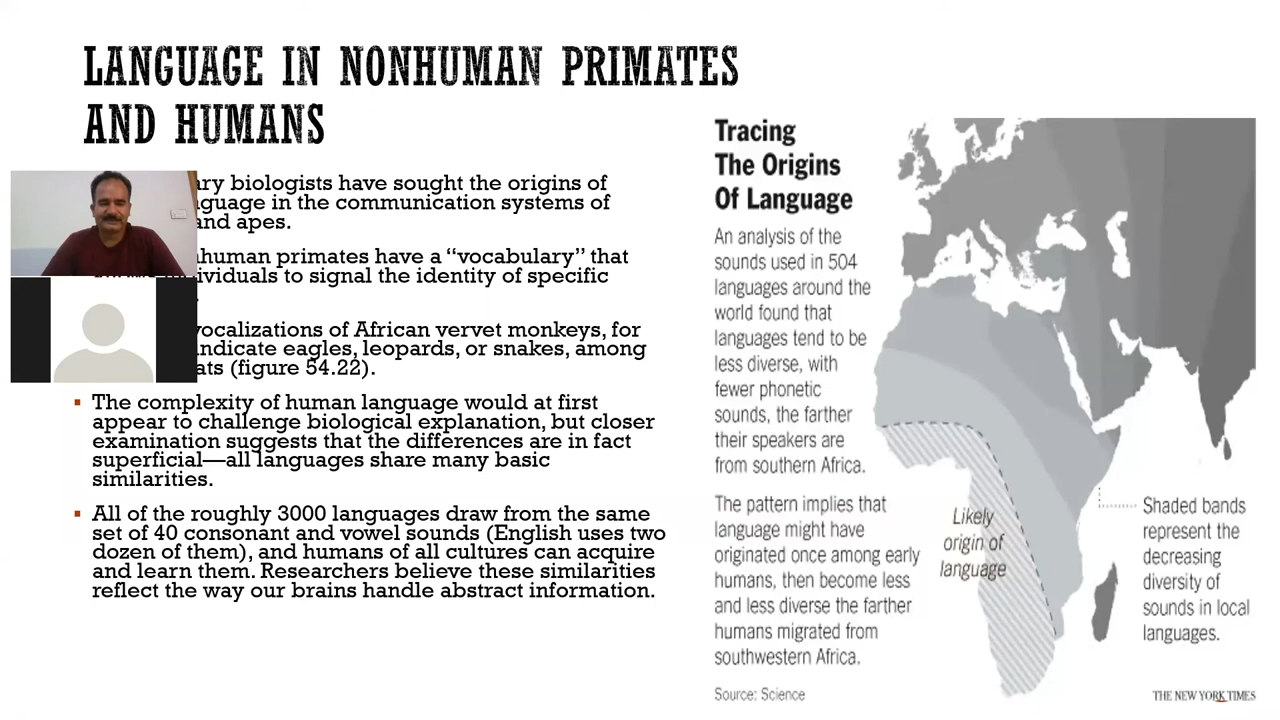 LANGUAGE IN NONHUMAN PRIMATES
AND HUMANS
biologists have sought the origins of
in the communication systems of
and apes.
primates have a “vocabulary” that
to signal the identity of specific
vocalizations of African vervet monkeys, for
indicate eagles, leopards, or snakes, among
(figure 54.22).
The complexity of human language would at first
appear to challenge biological explanation, but closer
examination suggests that the differences are in fact
superficial—all languages share many basic
similarities.
All of the roughly 3000 languages draw from the same
set of 40 consonant and vowel sounds (English uses two
dozen of them), and humans of all cultures can acquire
and learn them. Researchers believe these similarities
reflect the way our brains handle abstract information.
Tracing
The Origins
Of Language
An analysis of the
sounds used in 504
languages around the
world found that
languages tend to be
less diverse, with
fewer phonetic
sounds, the farther
their speakers are
from southern Africa.
The pattern implies that
language might have
originated once among early
humans, then become less
and less diverse the farther
humans migrated from
southwestern Africa.
Source: Science
Likely
origin of
language
Shaded bands
represent the
decreasing
diversity of
sounds in local
languages.
THE NEW YORK TIMES